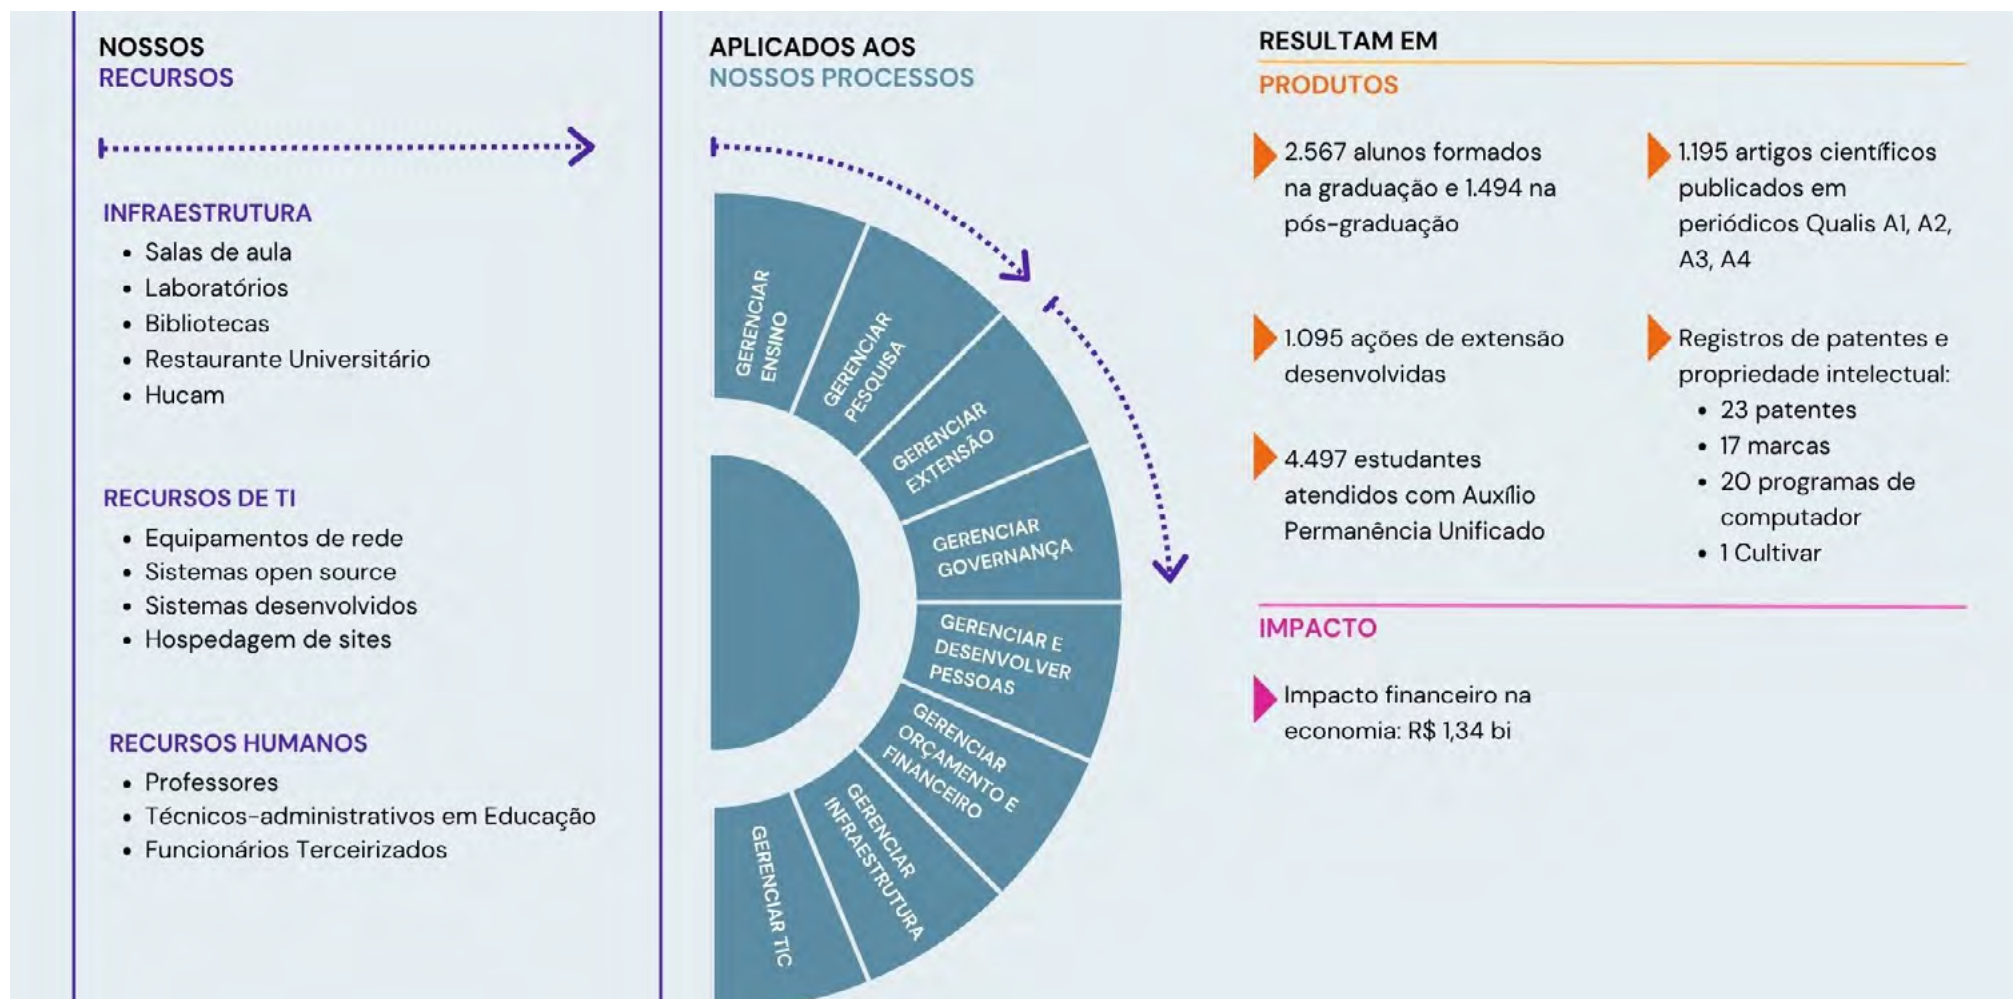 NOSSOS
RECURSOS
INFRAESTRUTURA
• Salas de aula
• Laboratórios
• Bibliotecas
• Restaurante Universitário
• Hucam
RECURSOS DE TI
• Equipamentos de rede
• Sistemas open source
• Sistemas desenvolvidos
• Hospedagem de sites
RECURSOS HUMANOS
• Professores
• Técnicos-administrativos em Educação
• Funcionários Terceirizados
APLICADOS AOS
NOSSOS PROCESSOS
GERENCIAR
ENSINO
GERENCIAR
PESQUISA
GERENCIAR
EXTENSÃO
GERENCIAR
GOVERNANÇA
GERENCIAR E
DESENVOLVER
PESSOAS
GERENCIAR
ORÇAMENTO E
FINANCEIRO
GERENCIAR
INFRAESTRUTURA
GERENCIAR TIC
RESULTAM EM
PRODUTOS
2.567 alunos formados
na graduação e 1.494 na
pós-graduação
1.095 ações de extensão
desenvolvidas
4.497 estudantes
atendidos com Auxílio
Permanência Unificado
1.195 artigos científicos
publicados em
periódicos Qualis A1, A2,
A3, A4
Registros de patentes e
propriedade intelectual:
• 23 patentes
• 17 marcas
• 20 programas de
computador
• 1 Cultivar
IMPACTO
Impacto financeiro na
economia: R$ 1,34 bi